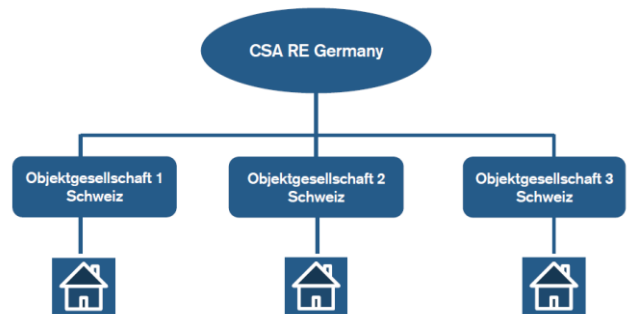 CSA RE Germany
Objektgesellschaft 1
Schweiz
Objektgesellschaft 2
Schweiz
Objektgesellschaft 3
Schweiz